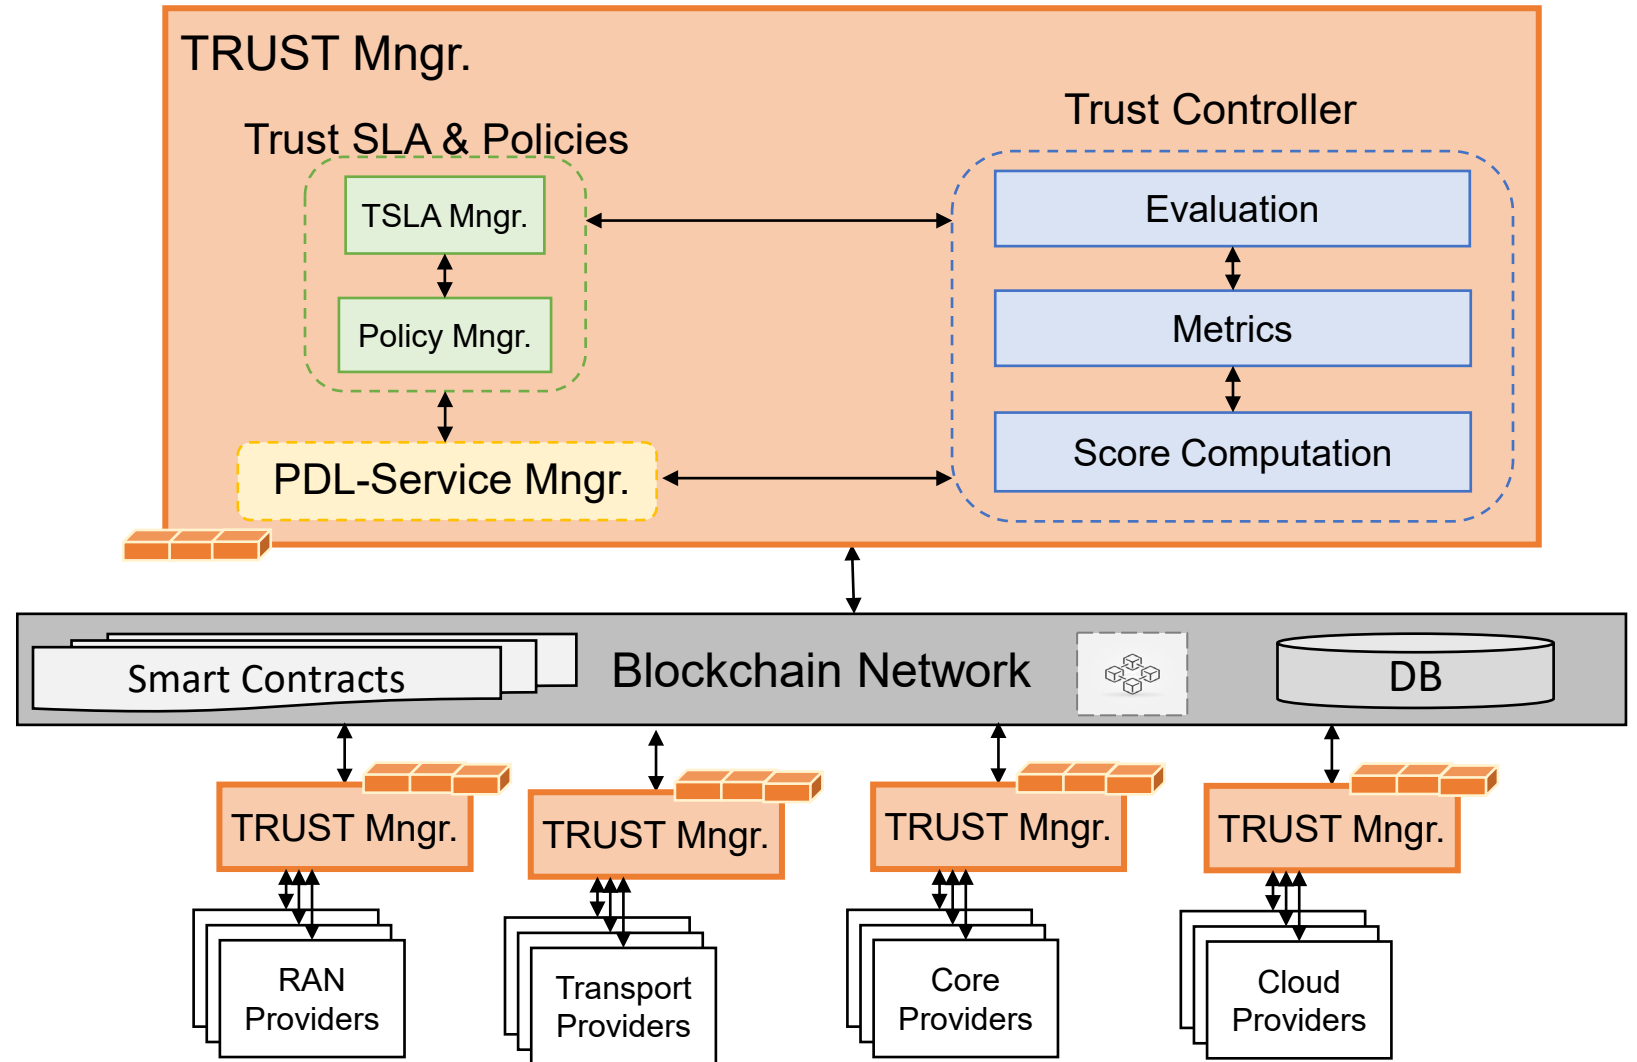 TRUST Mngr.
Trust SLA & Policies
TSLA Mngr.
Policy Mngr.
PDL-Service Mngr.
Trust Controller
Evaluation
Metrics
Score Computation
Smart Contracts
Blockchain Network
DB
TRUST Mngr.
TRUST Mngr.
TRUST Mngr.
TRUST Mngr.
RAN
Providers
Transport
Providers
Core
Providers
Cloud
Providers